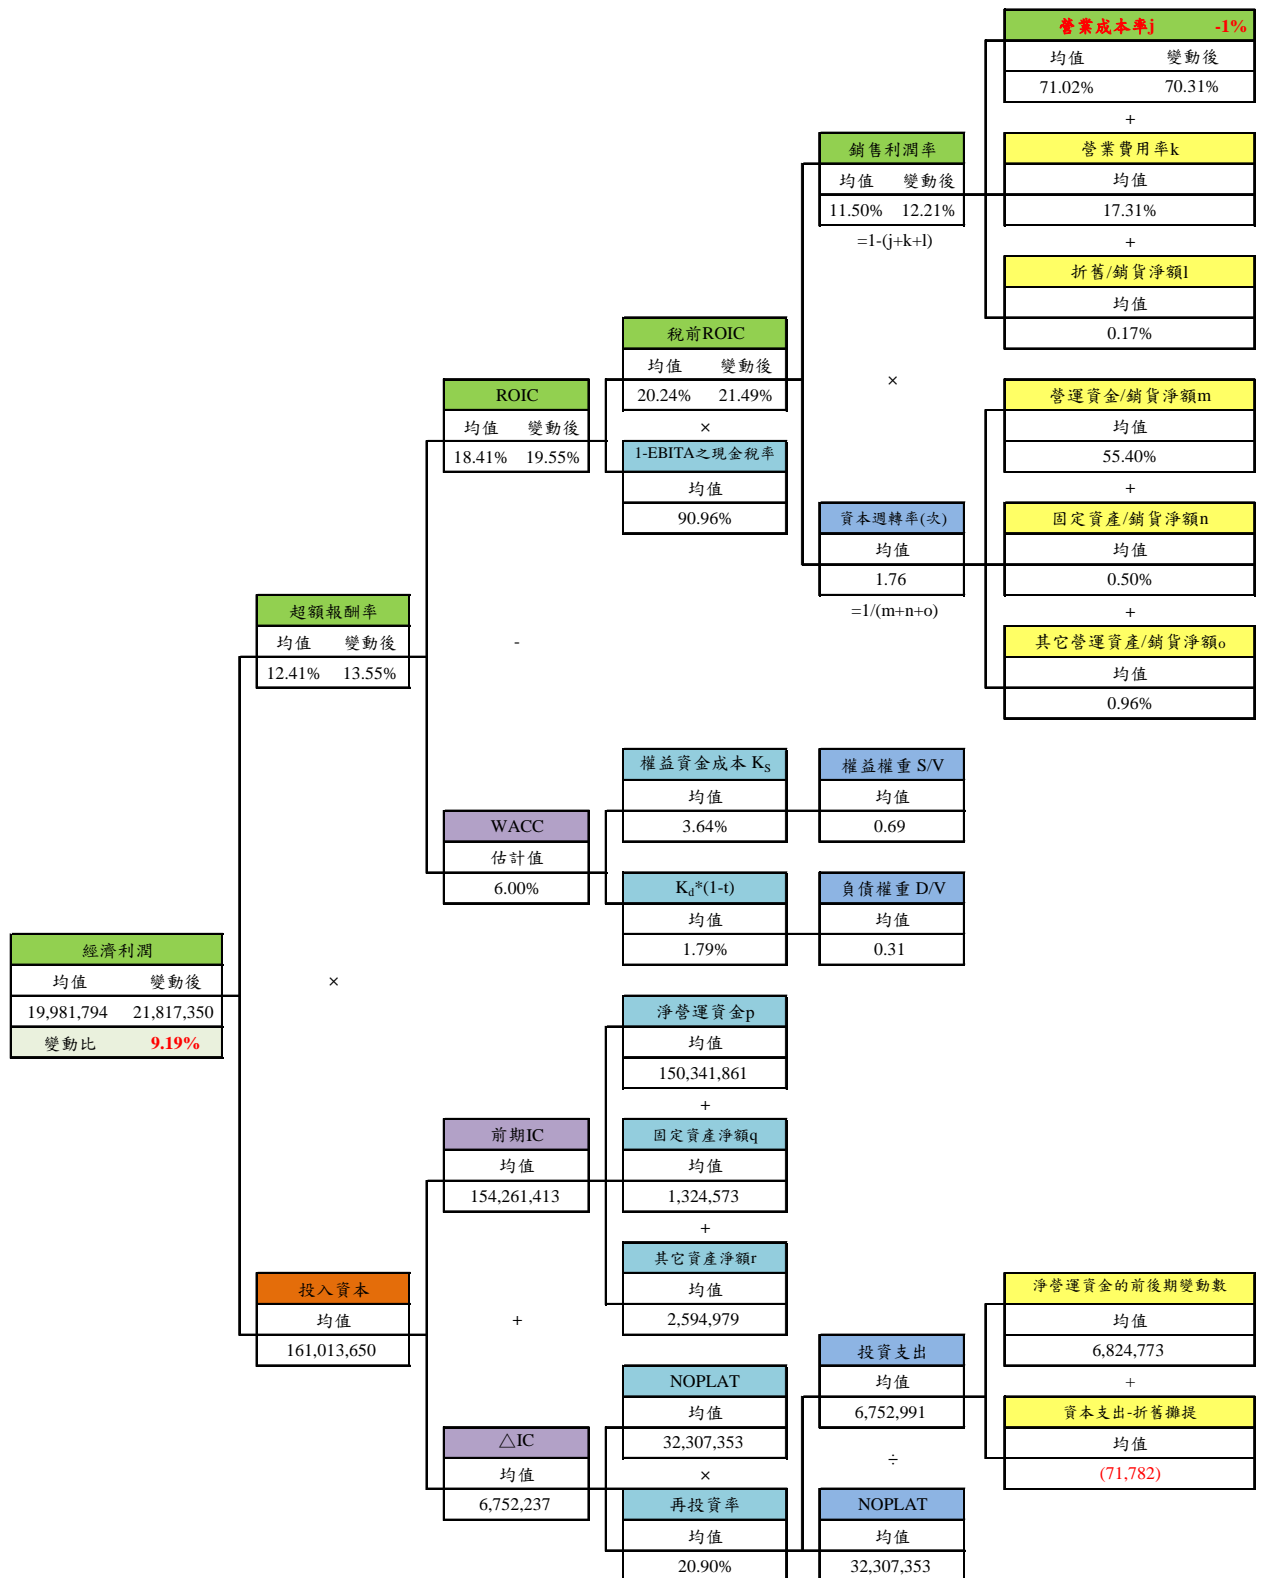 營業成本率j -1%
均值 變動後
71.02% 70.31%
+
營業費用率k
均值
17.31%
+
折舊/銷貨淨額l
均值
0.17%
銷售利潤率
均值 變動後
11.50% 12.21%
=1-(j+k+l)
×
稅前ROIC
均值 變動後
20.24% 21.49%
×
1-EBITA之現金稅率
均值
90.96%
ROIC
均值 變動後
18.41% 19.55%
營運資金/銷貨淨額m
均值
55.40%
+
固定資產/銷貨淨額n
均值
0.50%
+
其它營運資產/銷貨淨額o
均值
0.96%
資本週轉率(次)
均值
1.76
=1/(m+n+o)
超額報酬率
均值 變動後
12.41% 13.55%
-
權益資金成本 KS
均值
3.64%
權益權重 S/V
均值
0.69
WACC
估計值
6.00%
Kd*(1-t)
均值
1.79%
負債權重 D/V
均值
0.31
經濟利潤
均值 變動後
19,981,794 21,817,350
變動比 9.19%
×
淨營運資金p
均值
150,341,861
+
前期IC
均值
154,261,413
固定資產淨額q
均值
1,324,573
+
其它資產淨額r
均值
2,594,979
投入資本
均值
161,013,650
+
淨營運資金的前後期變動數
均值
6,824,773
+
資本支出-折舊攤提
均值
(71,782)
投資支出
均值
6,752,991
÷
NOPLAT
均值
32,307,353
NOPLAT
均值
32,307,353
×
再投資率
均值
20.90%
△IC
均值
6,752,237